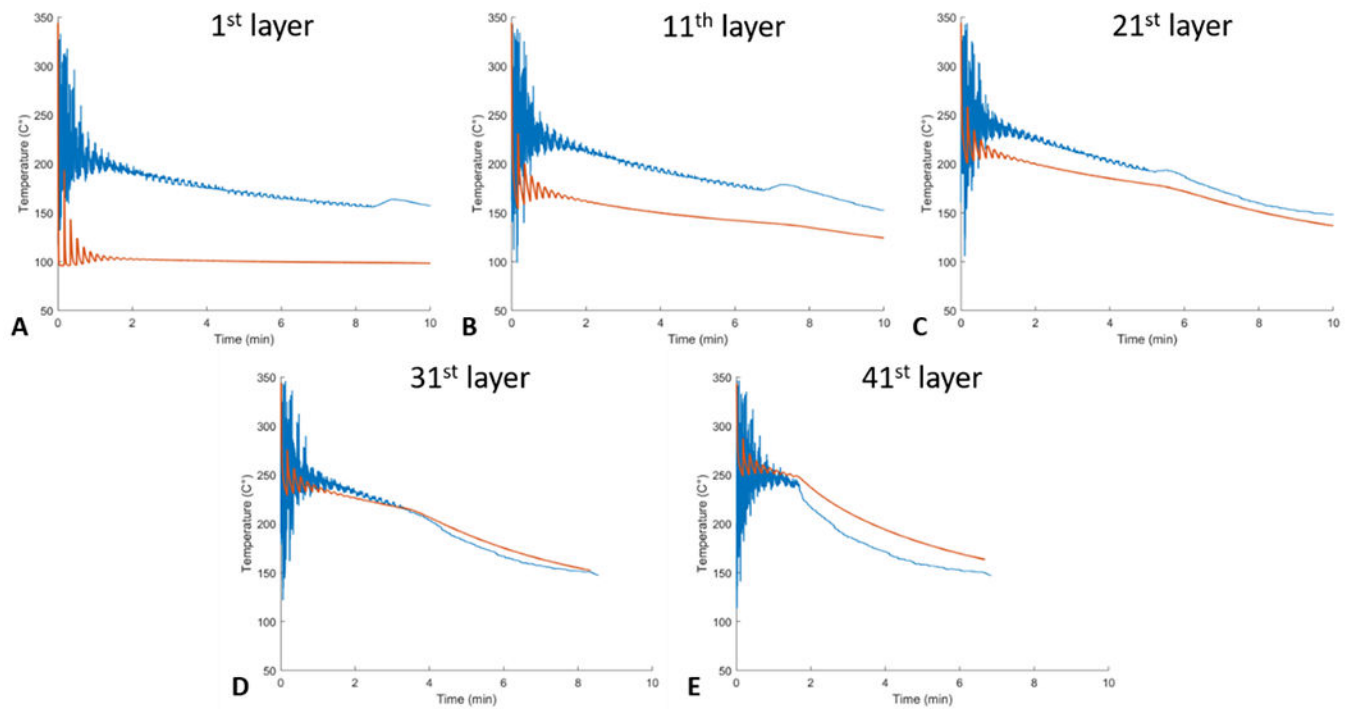 1st layer
350
300
250
200
150
100
50
Temperature (C°)
0 2 4 6 8 10
Time (min)
A
11th layer
350
300
250
200
150
100
50
Temperature (C°)
0 2 4 6 8 10
Time (min)
B
21st layer
350
300
250
200
150
100
50
Temperature (C°)
0 2 4 6 8 10
Time (min)
C
31st layer
350
300
250
200
150
100
50
Temperature (C°)
0 2 4 6 8 10
Time (min)
D
41st layer
350
300
250
200
150
100
50
Temperature (C°)
0 2 4 6 8 10
Time (min)
E